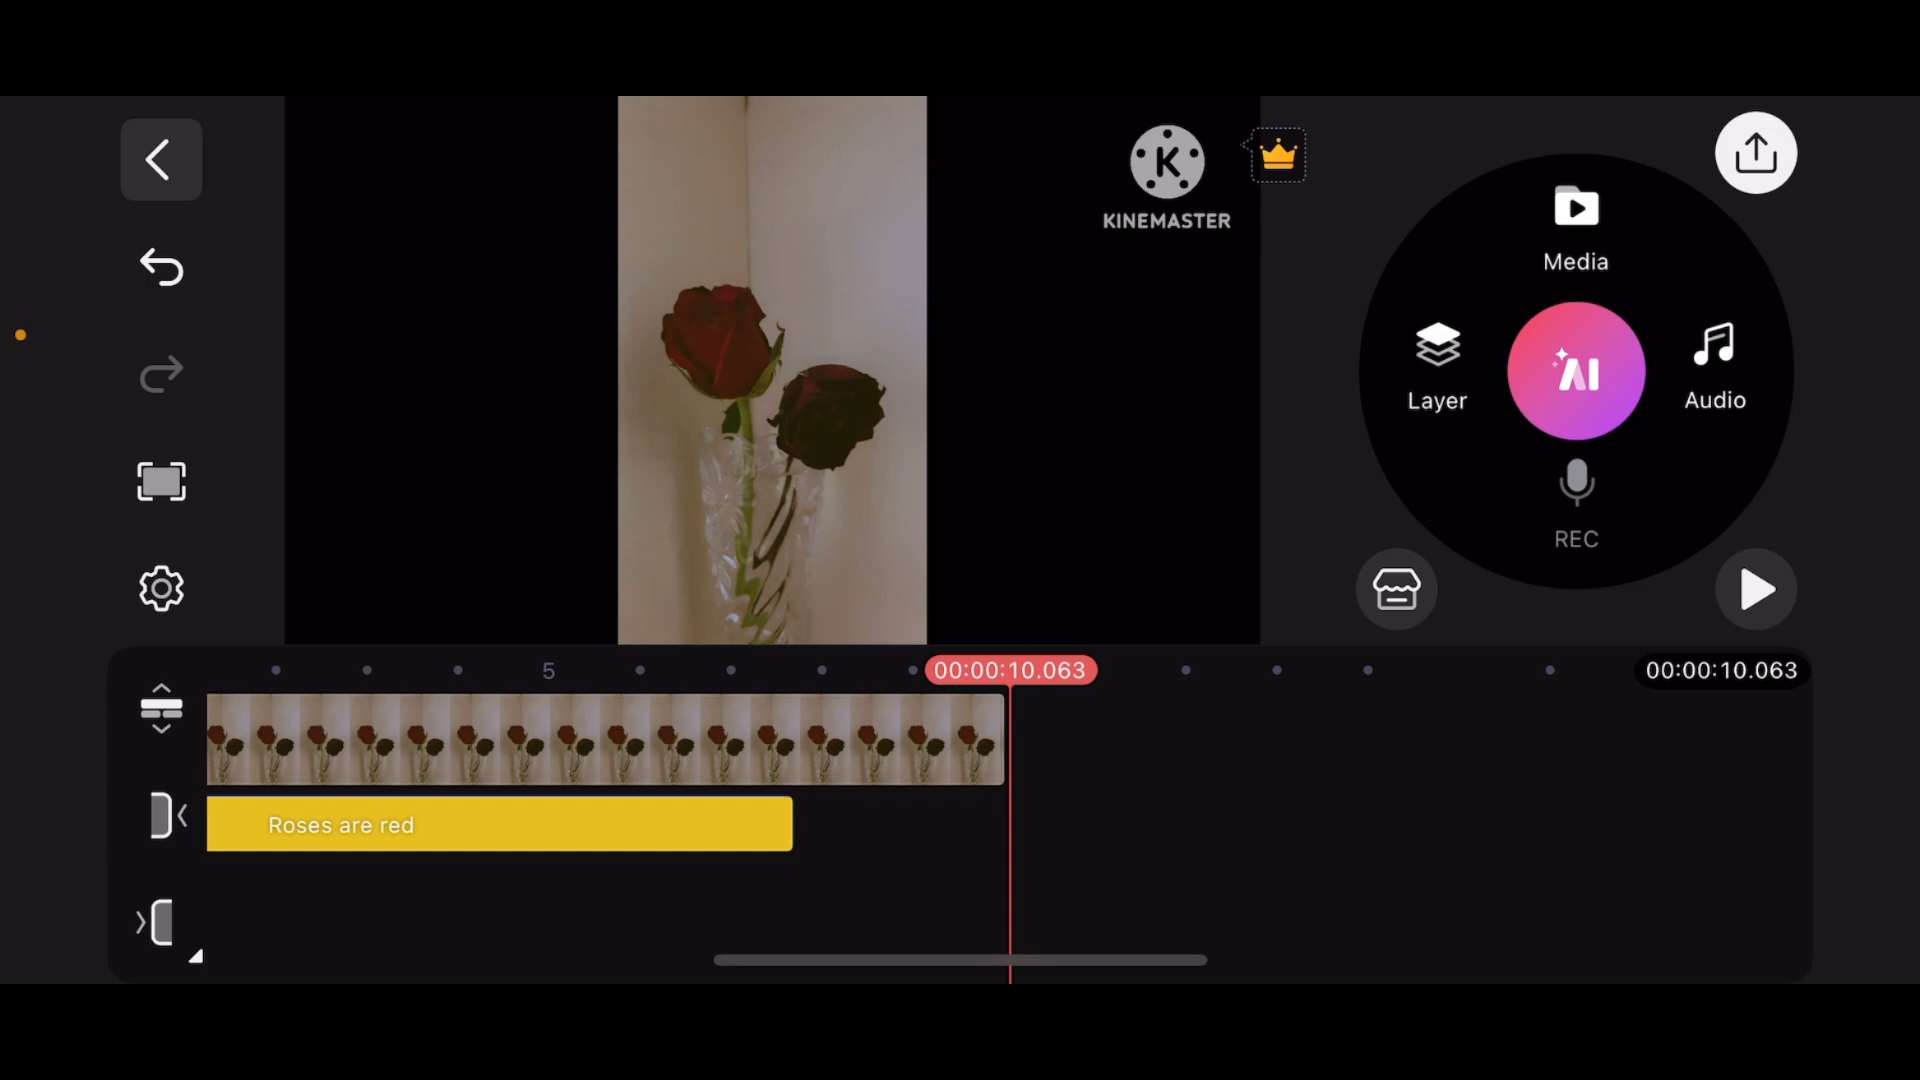 K
KINEMASTER
Media
Layer
AI
Audio
REC
5
00:00:10.063
00:00:10.063
Roses are red